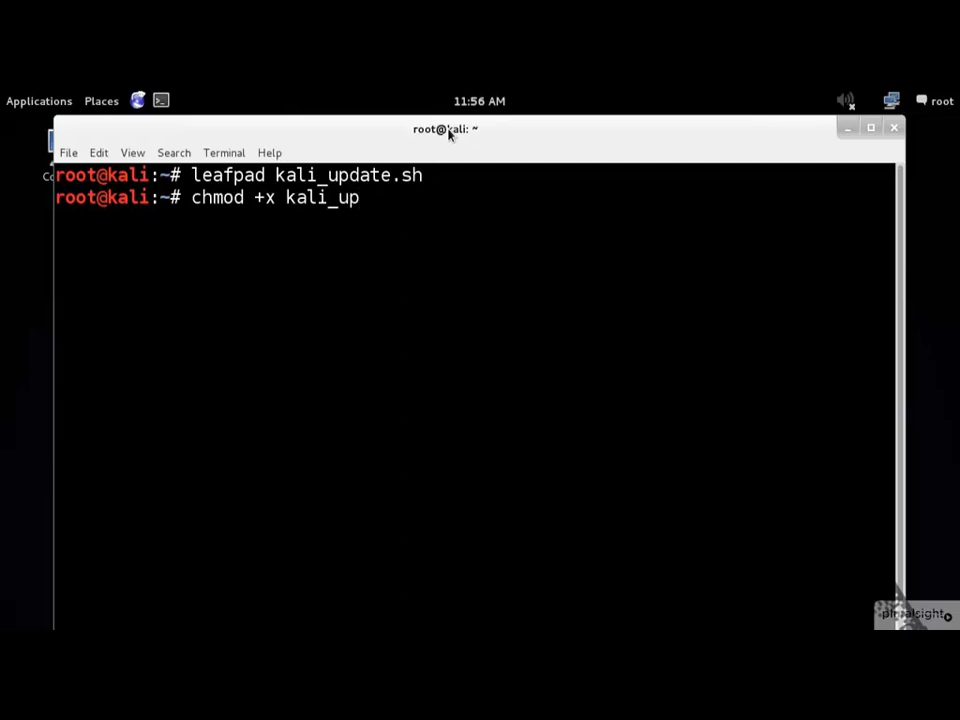 Applications Places 11:56 AM root
root@kali: ~
File Edit View Search Terminal Help
root@kali:~# leafpad kali_update.sh
root@kali:~# chmod +x kali_up
pluralsight